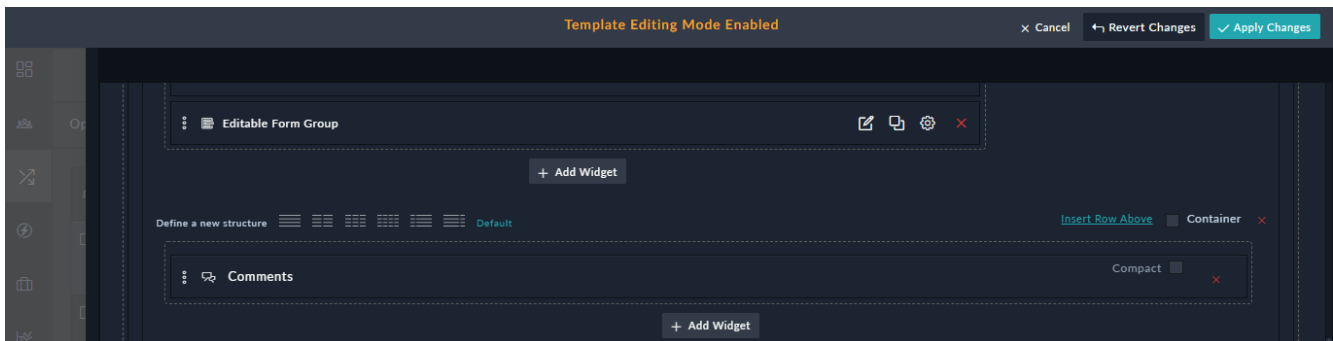 Template Editing Mode Enabled
× Cancel
Revert Changes
Apply Changes
Op
Editable Form Group
+ Add Widget
Define a new structure
Default
Insert Row Above
Container
Comments
Compact
+ Add Widget